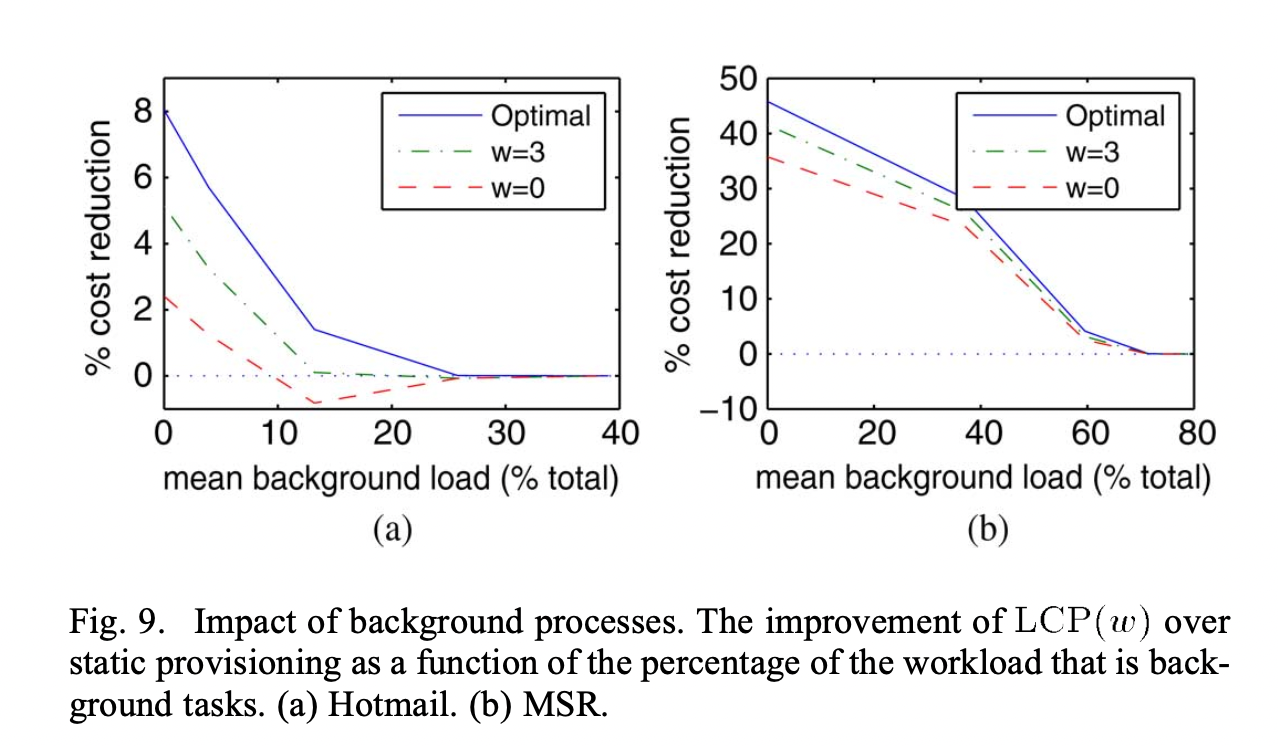 8
6
4
2
0
% cost reduction
Optimal
w=3
w=0
0 10 20 30 40
mean background load (% total)
(a)
50
40
30
20
10
0
−10
% cost reduction
Optimal
w=3
w=0
0 20 40 60 80
mean background load (% total)
(b)
Fig. 9. Impact of background processes. The improvement of LCP(w) over
static provisioning as a function of the percentage of the workload that is back-
ground tasks. (a) Hotmail. (b) MSR.